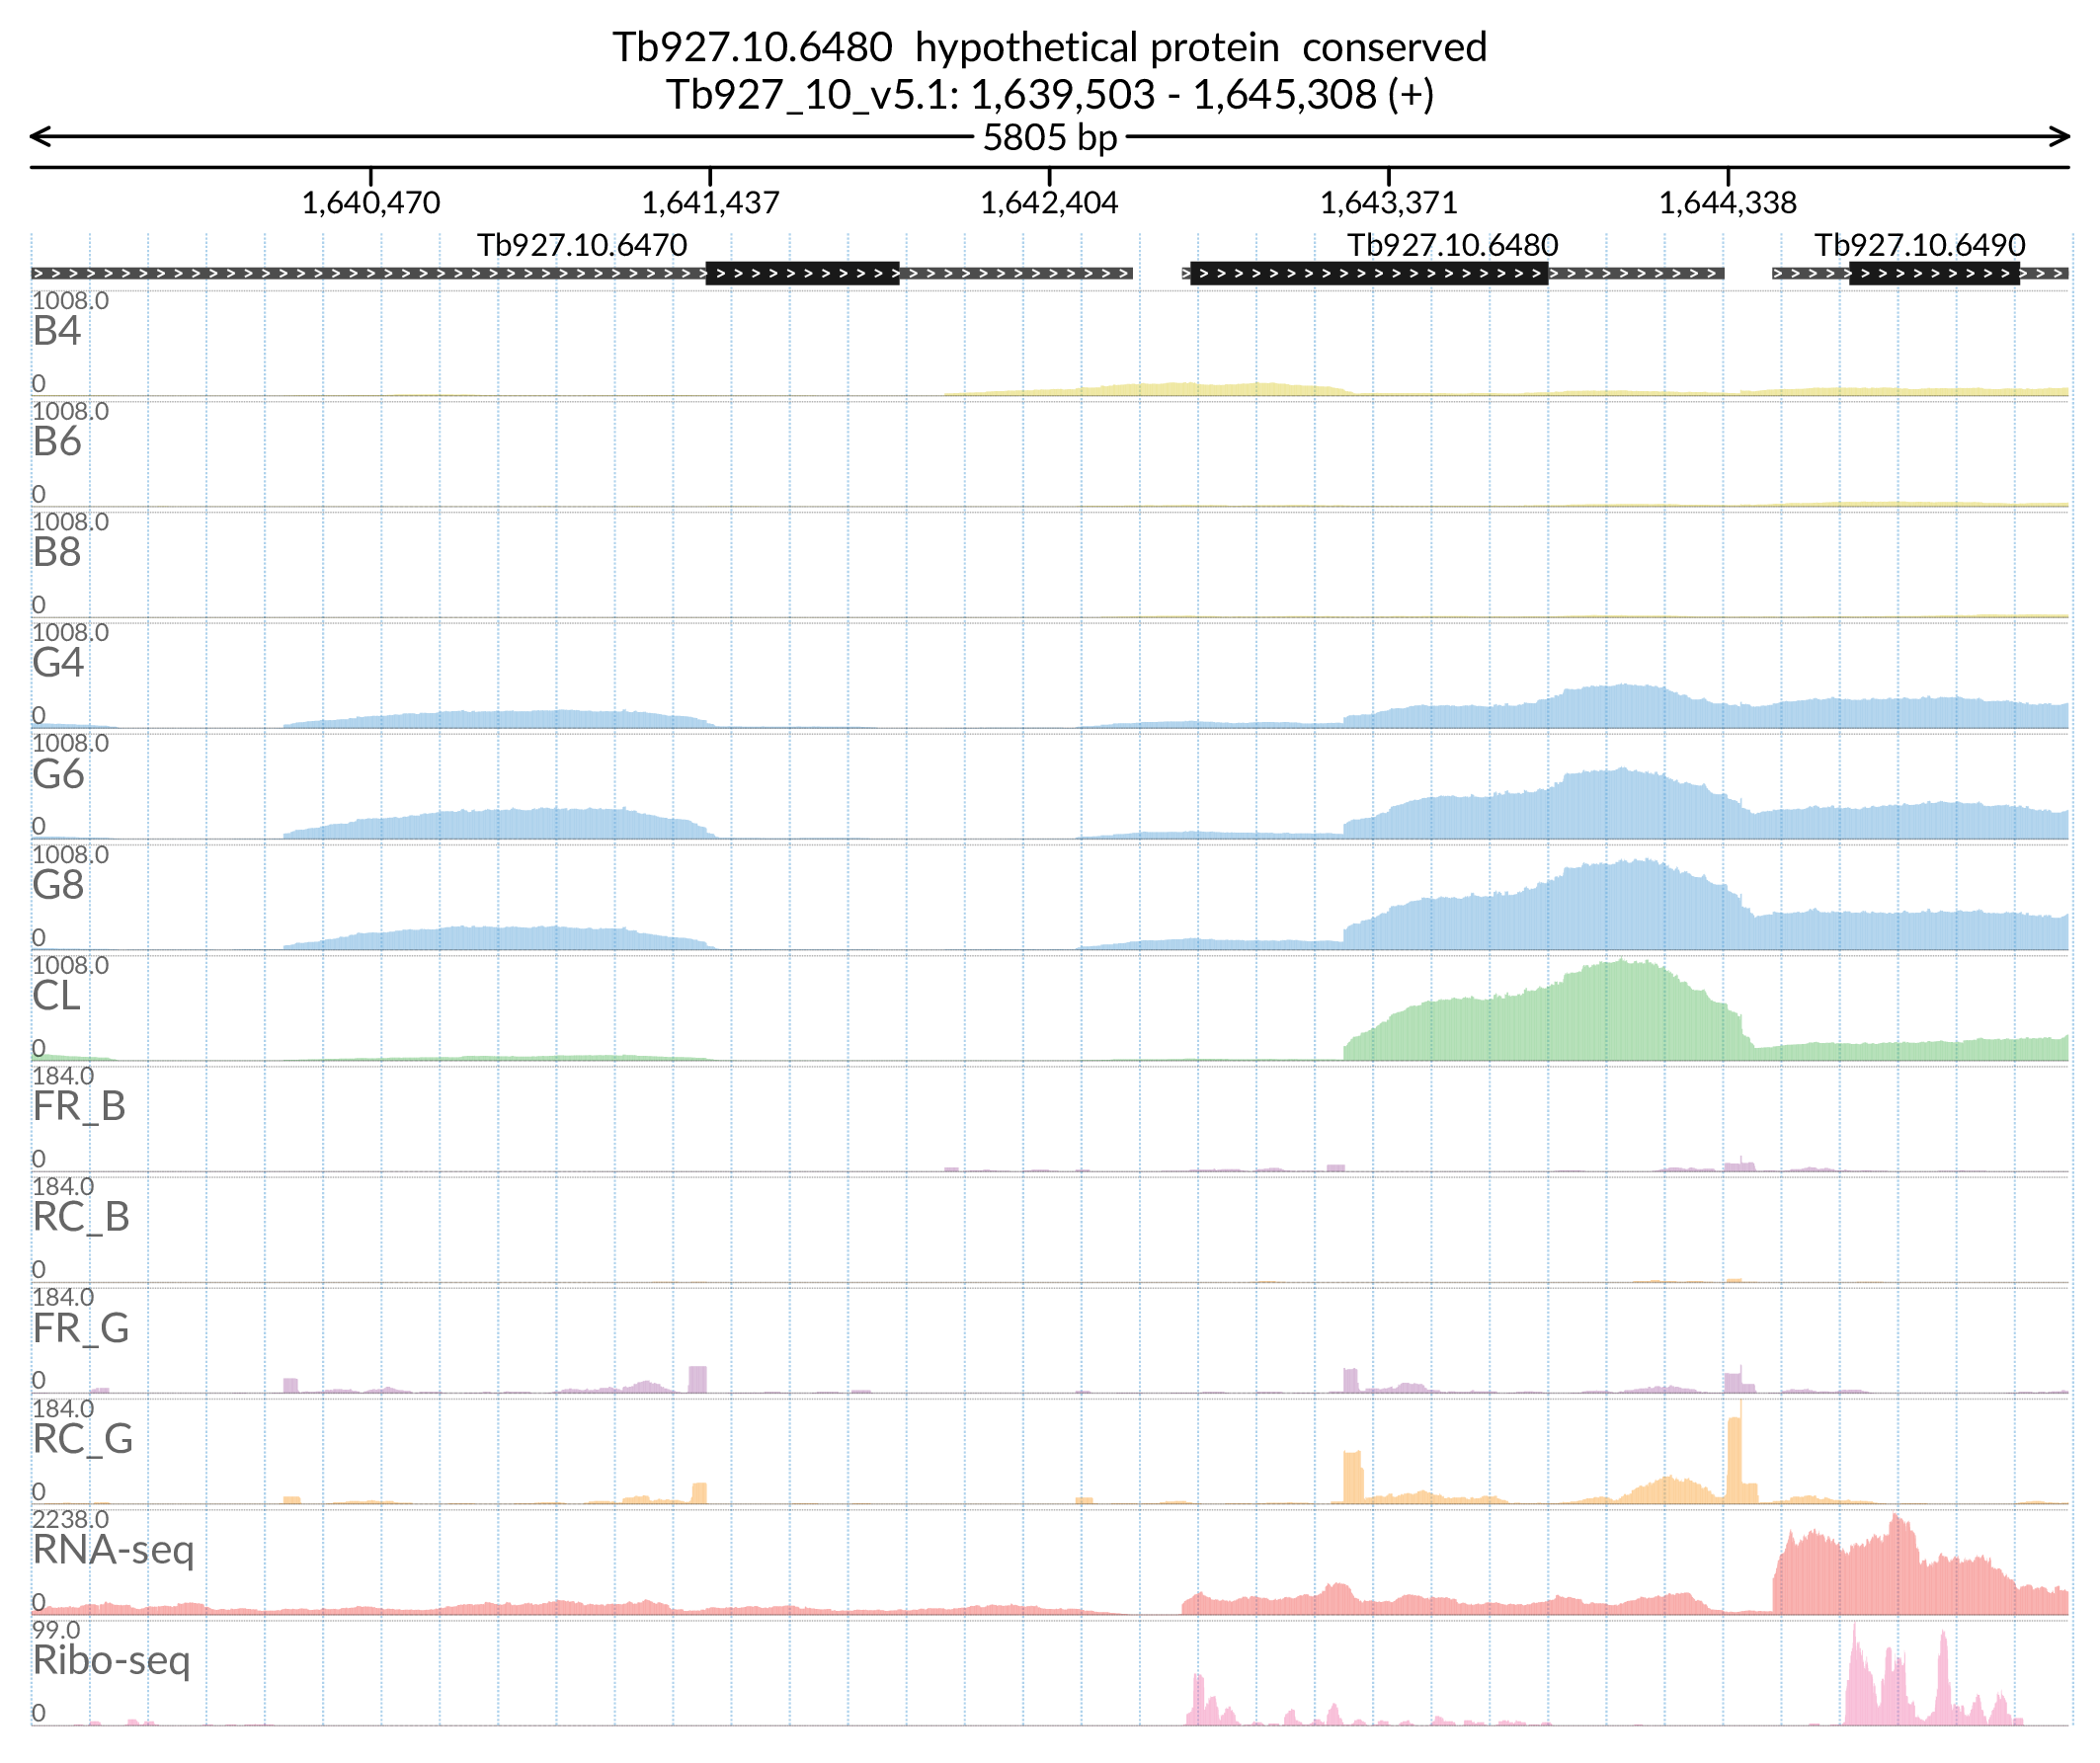 Tb927.10.6480  hypothetical protein  conserved
Tb927_10_v5.1: 1,639,503 - 1,645,308 (+)
5805 bp
1,640,470 1,641,437 1,642,404 1,643,371 1,644,338
Tb927.10.6470 Tb927.10.6480 Tb927.10.6490
1008.0
B4
0
1008.0
B6
0
1008.0
B8
0
1008.0
G4
0
1008.0
G6
0
1008.0
G8
0
1008.0
CL
0
184.0
FR_B
0
184.0
RC_B
0
184.0
FR_G
0
184.0
RC_G
0
2238.0
RNA-seq
0
99.0
Ribo-seq
0